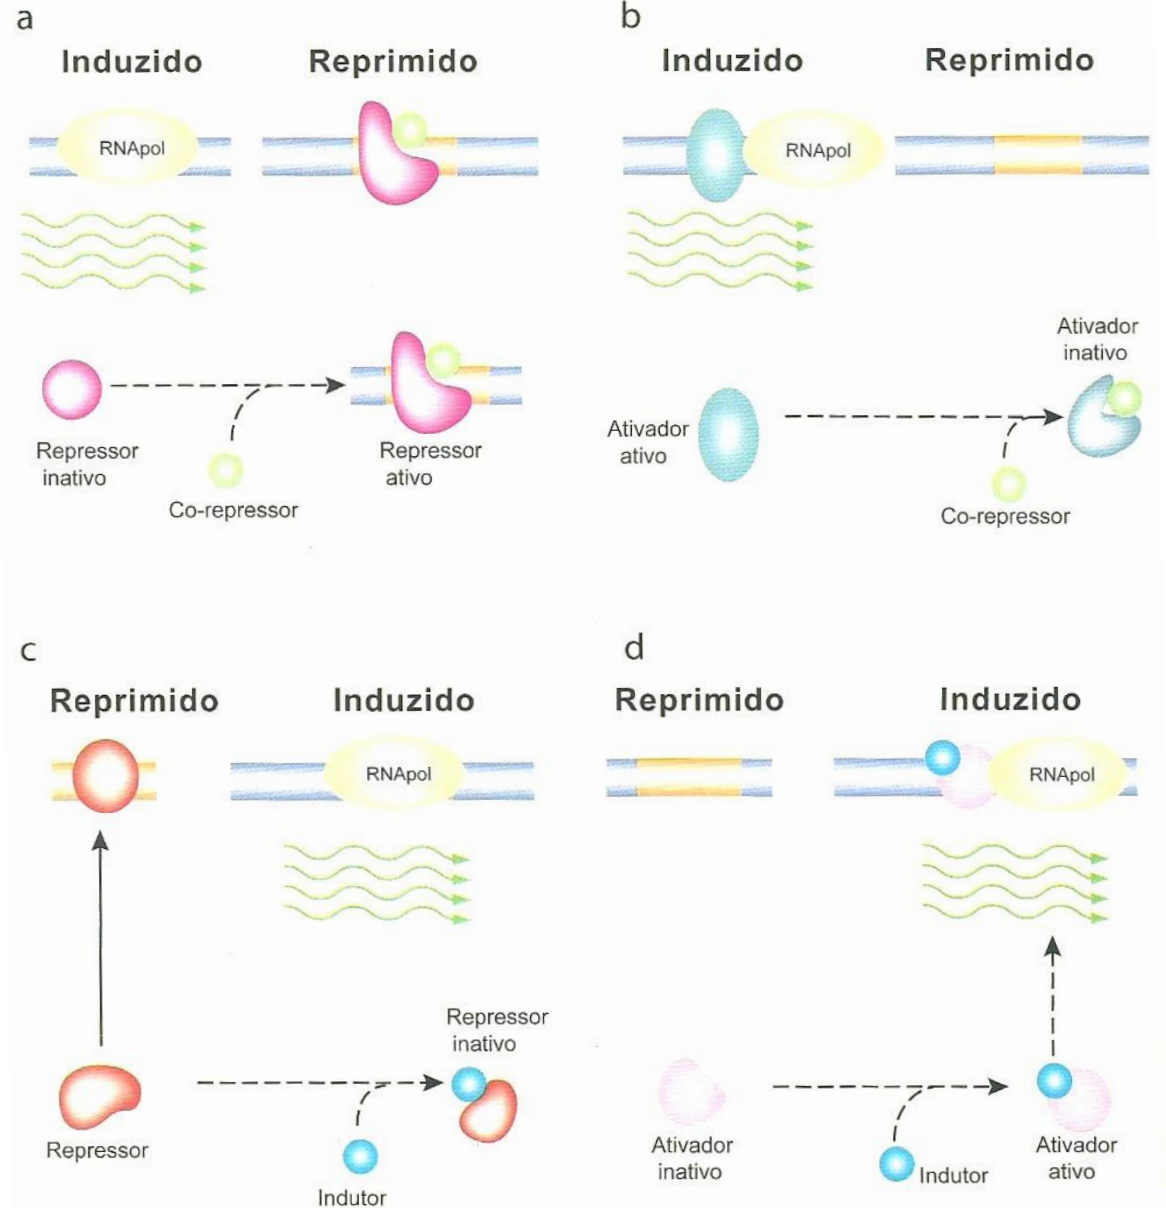 a
Induzido
Reprimido
RNApol
Repressor
inativo
Co-repressor
Repressor
ativo
b
Induzido
Reprimido
RNApol
Ativador
ativo
Co-repressor
Ativador
inativo
c
Reprimido
Induzido
RNApol
Repressor
Indutor
Repressor
inativo
d
Reprimido
Induzido
RNApol
Ativador
inativo
Indutor
Ativador
ativo